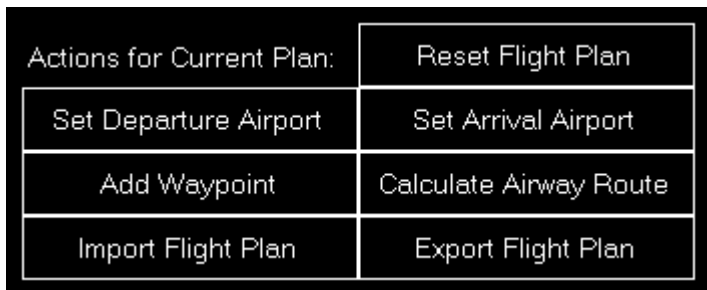 Actions for Current Plan:
Reset Flight Plan
Set Departure Airport
Set Arrival Airport
Add Waypoint
Calculate Airway Route
Import Flight Plan
Export Flight Plan